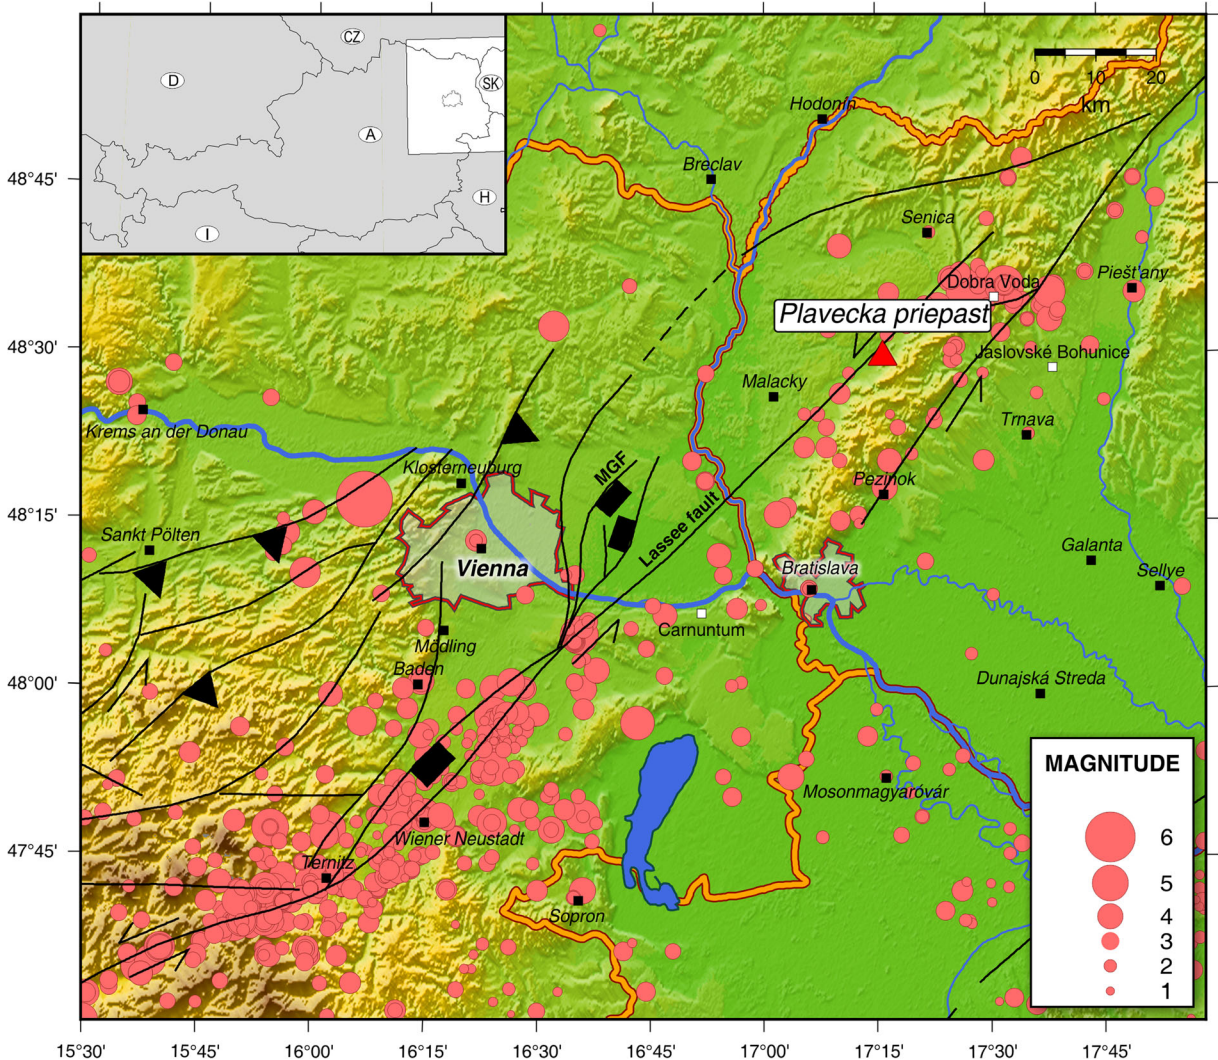 CZ
D
SK
A
H
I
0 10 20
km
Hodonin
Breclav
48°45'
Senica
Dobra Voda
Piešt'any
Plavecka priepast
48°30'
Jaslovské Bohunice
Malacky
Krems an der Donau
Trnava
Klosterneuburg
MGF
Pezinok
48°15'
Sankt Pölten
Lassee fault
Vienna
Bratislava
Galanta
Sellye
Carnuntum
Mödling
Baden
48°00'
Dunajská Streda
MAGNITUDE
Mosonmagyaróvár
6
Wiener Neustadt
47°45'
Ternitz
5
4
Sopron
3
2
1
15°30' 15°45' 16°00' 16°15' 16°30' 16°45' 17°00' 17°15' 17°30' 17°45'